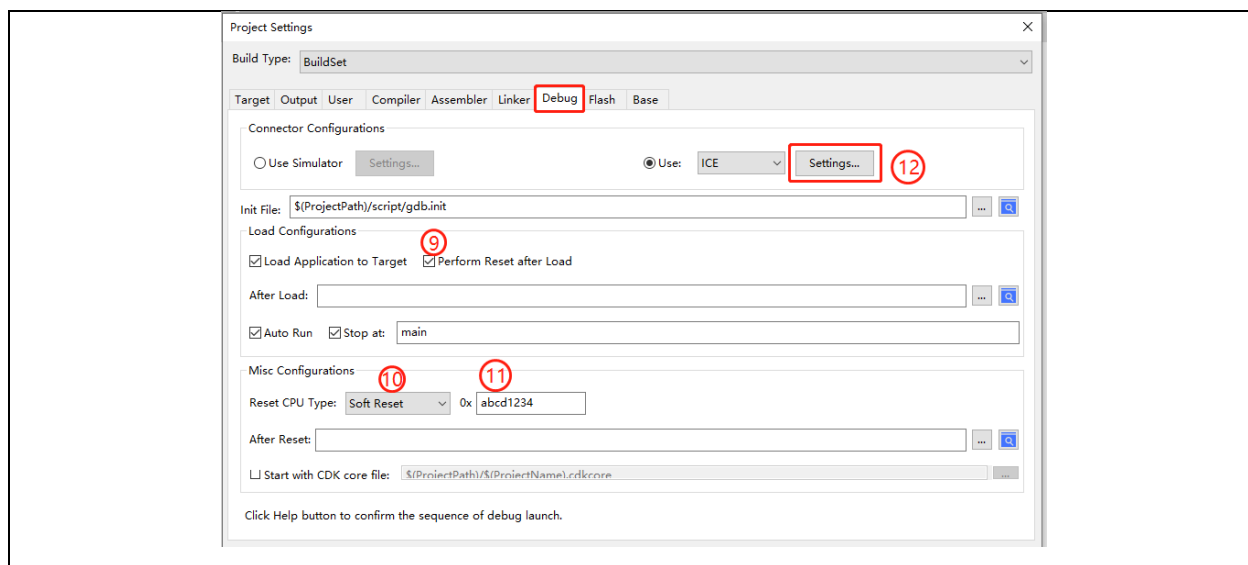 Project Settings
Build Type: BuildSet
Target Output User Compiler Assembler Linker Debug Flash Base
Connector Configurations
Use Simulator Settings... Use: ICE Settings... 12
Init File: $(ProjectPath)/script/gdb.init ...
Load Configurations
9
Load Application to Target Perform Reset after Load
After Load: ...
Auto Run Stop at: main
Misc Configurations
10 11
Reset CPU Type: Soft Reset 0x abcd1234
After Reset: ...
Start with CDK core file: $(ProjectPath)/$(ProjectName).cdkcore ...
Click Help button to confirm the sequence of debug launch.